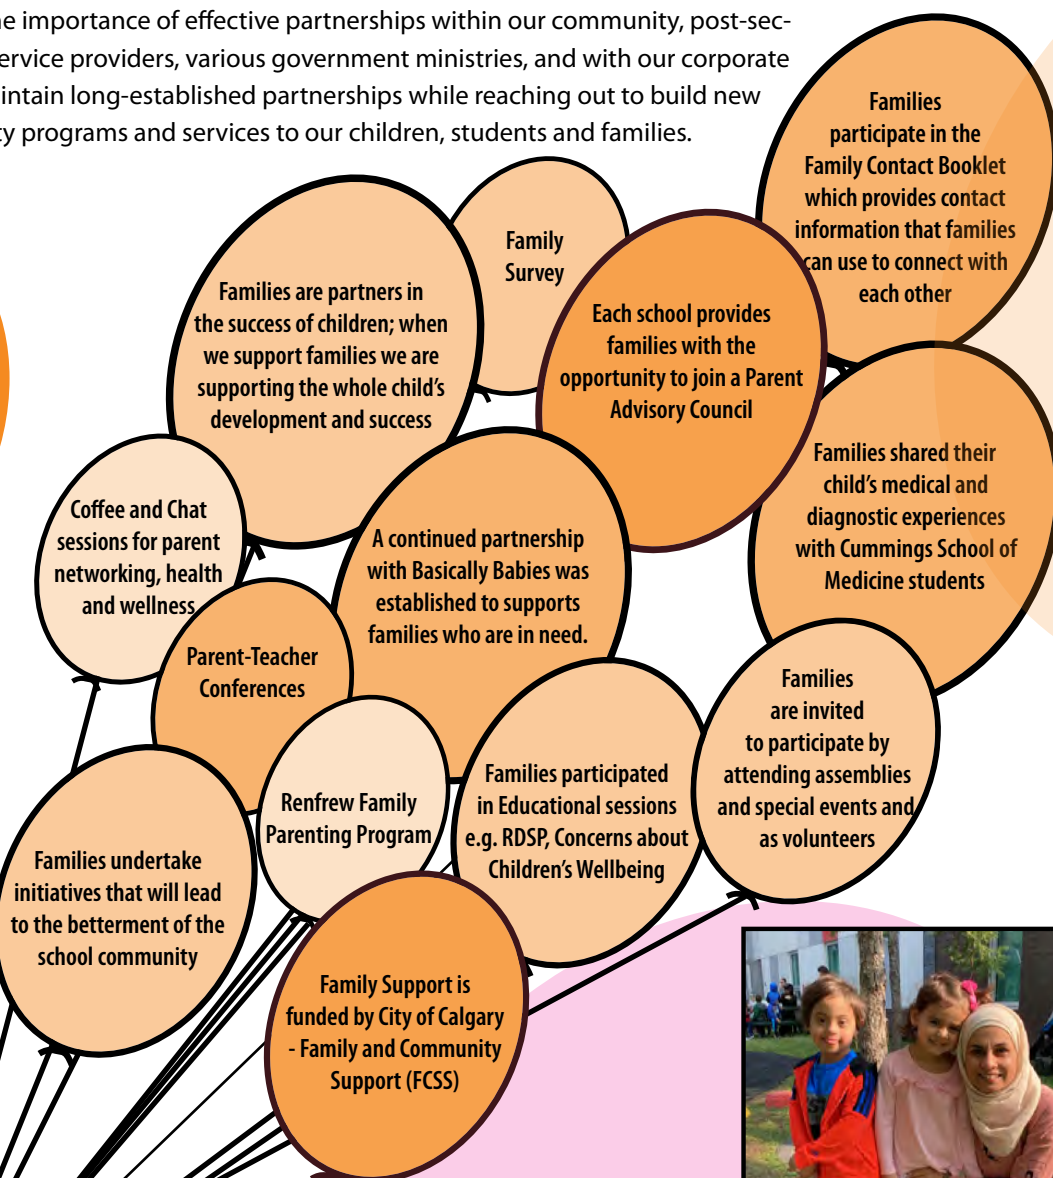 he importance of effective partnerships within our community, post-sec-
ervice providers, various government ministries, and with our corporate
intain long-established partnerships while reaching out to build new
ty programs and services to our children, students and families.
Families
participate in the
Family Contact Booklet
which provides contact
information that families
can use to connect with
each other
Family
Survey
Families are partners in
the success of children; when
we support families we are
supporting the whole child's
development and success
Each school provides
families with the
opportunity to join a Parent
Advisory Council
Families shared their
child's medical and
diagnostic experiences
with Cummings School of
Medicine students
Coffee and Chat
sessions for parent
networking, health
and wellness
A continued partnership
with Basically Babies was
established to supports
families who are in need.
Parent-Teacher
Conferences
Families
are invited
to participate by
attending assemblies
and special events and
as volunteers
Renfrew Family
Parenting Program
Families participated
in Educational sessions
e.g. RDSP, Concerns about
Children's Wellbeing
Families undertake
initiatives that will lead
to the betterment of the
school community
Family Support is
funded by City of Calgary
- Family and Community
Support (FCSS)